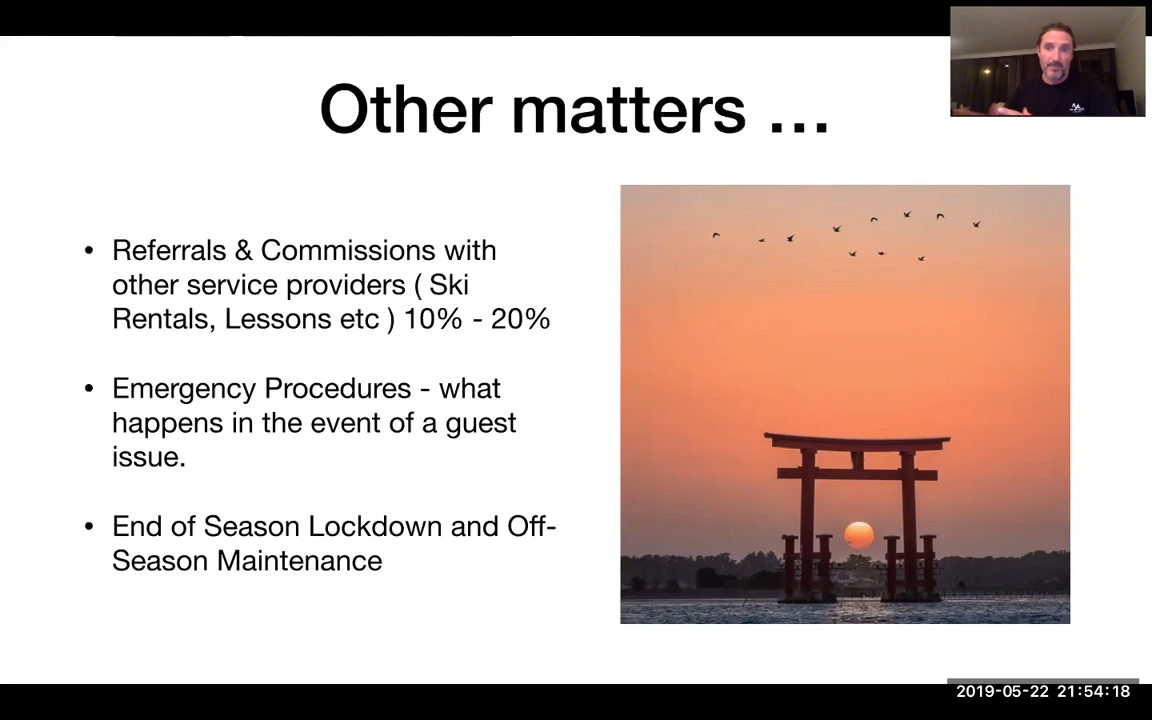 Other matters ...
• Referrals & Commissions with
other service providers ( Ski
Rentals, Lessons etc ) 10% - 20%
• Emergency Procedures - what
happens in the event of a guest
issue.
• End of Season Lockdown and Off-
Season Maintenance
2019-05-22 21:54:18